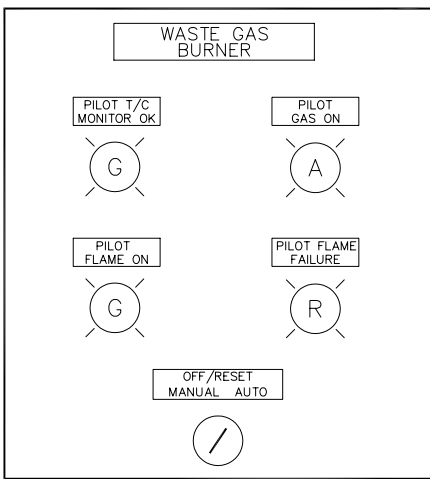 WASTE GAS
BURNER
PILOT T/C
MONITOR OK
PILOT
GAS ON
G
A
PILOT
FLAME ON
PILOT FLAME
FAILURE
G
R
OFF/RESET
MANUAL AUTO